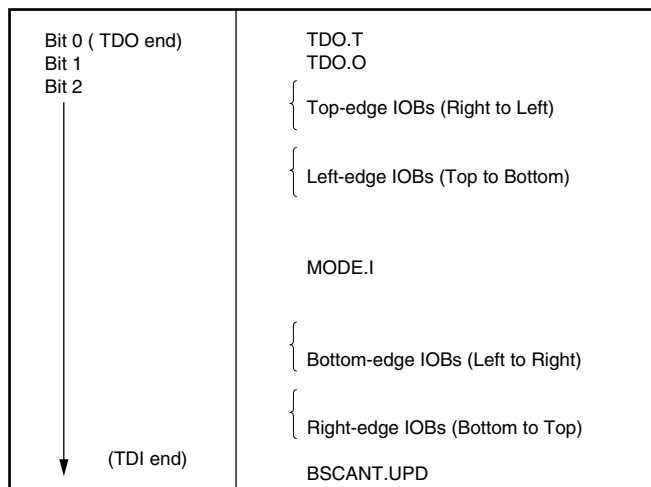 Bit 0 ( TDO end) TDO.T
Bit 1 TDO.O
Bit 2
Top-edge IOBs (Right to Left)
Left-edge IOBs (Top to Bottom)
MODE.I
Bottom-edge IOBs (Left to Right)
Right-edge IOBs (Bottom to Top)
(TDI end)
BSCANT.UPD